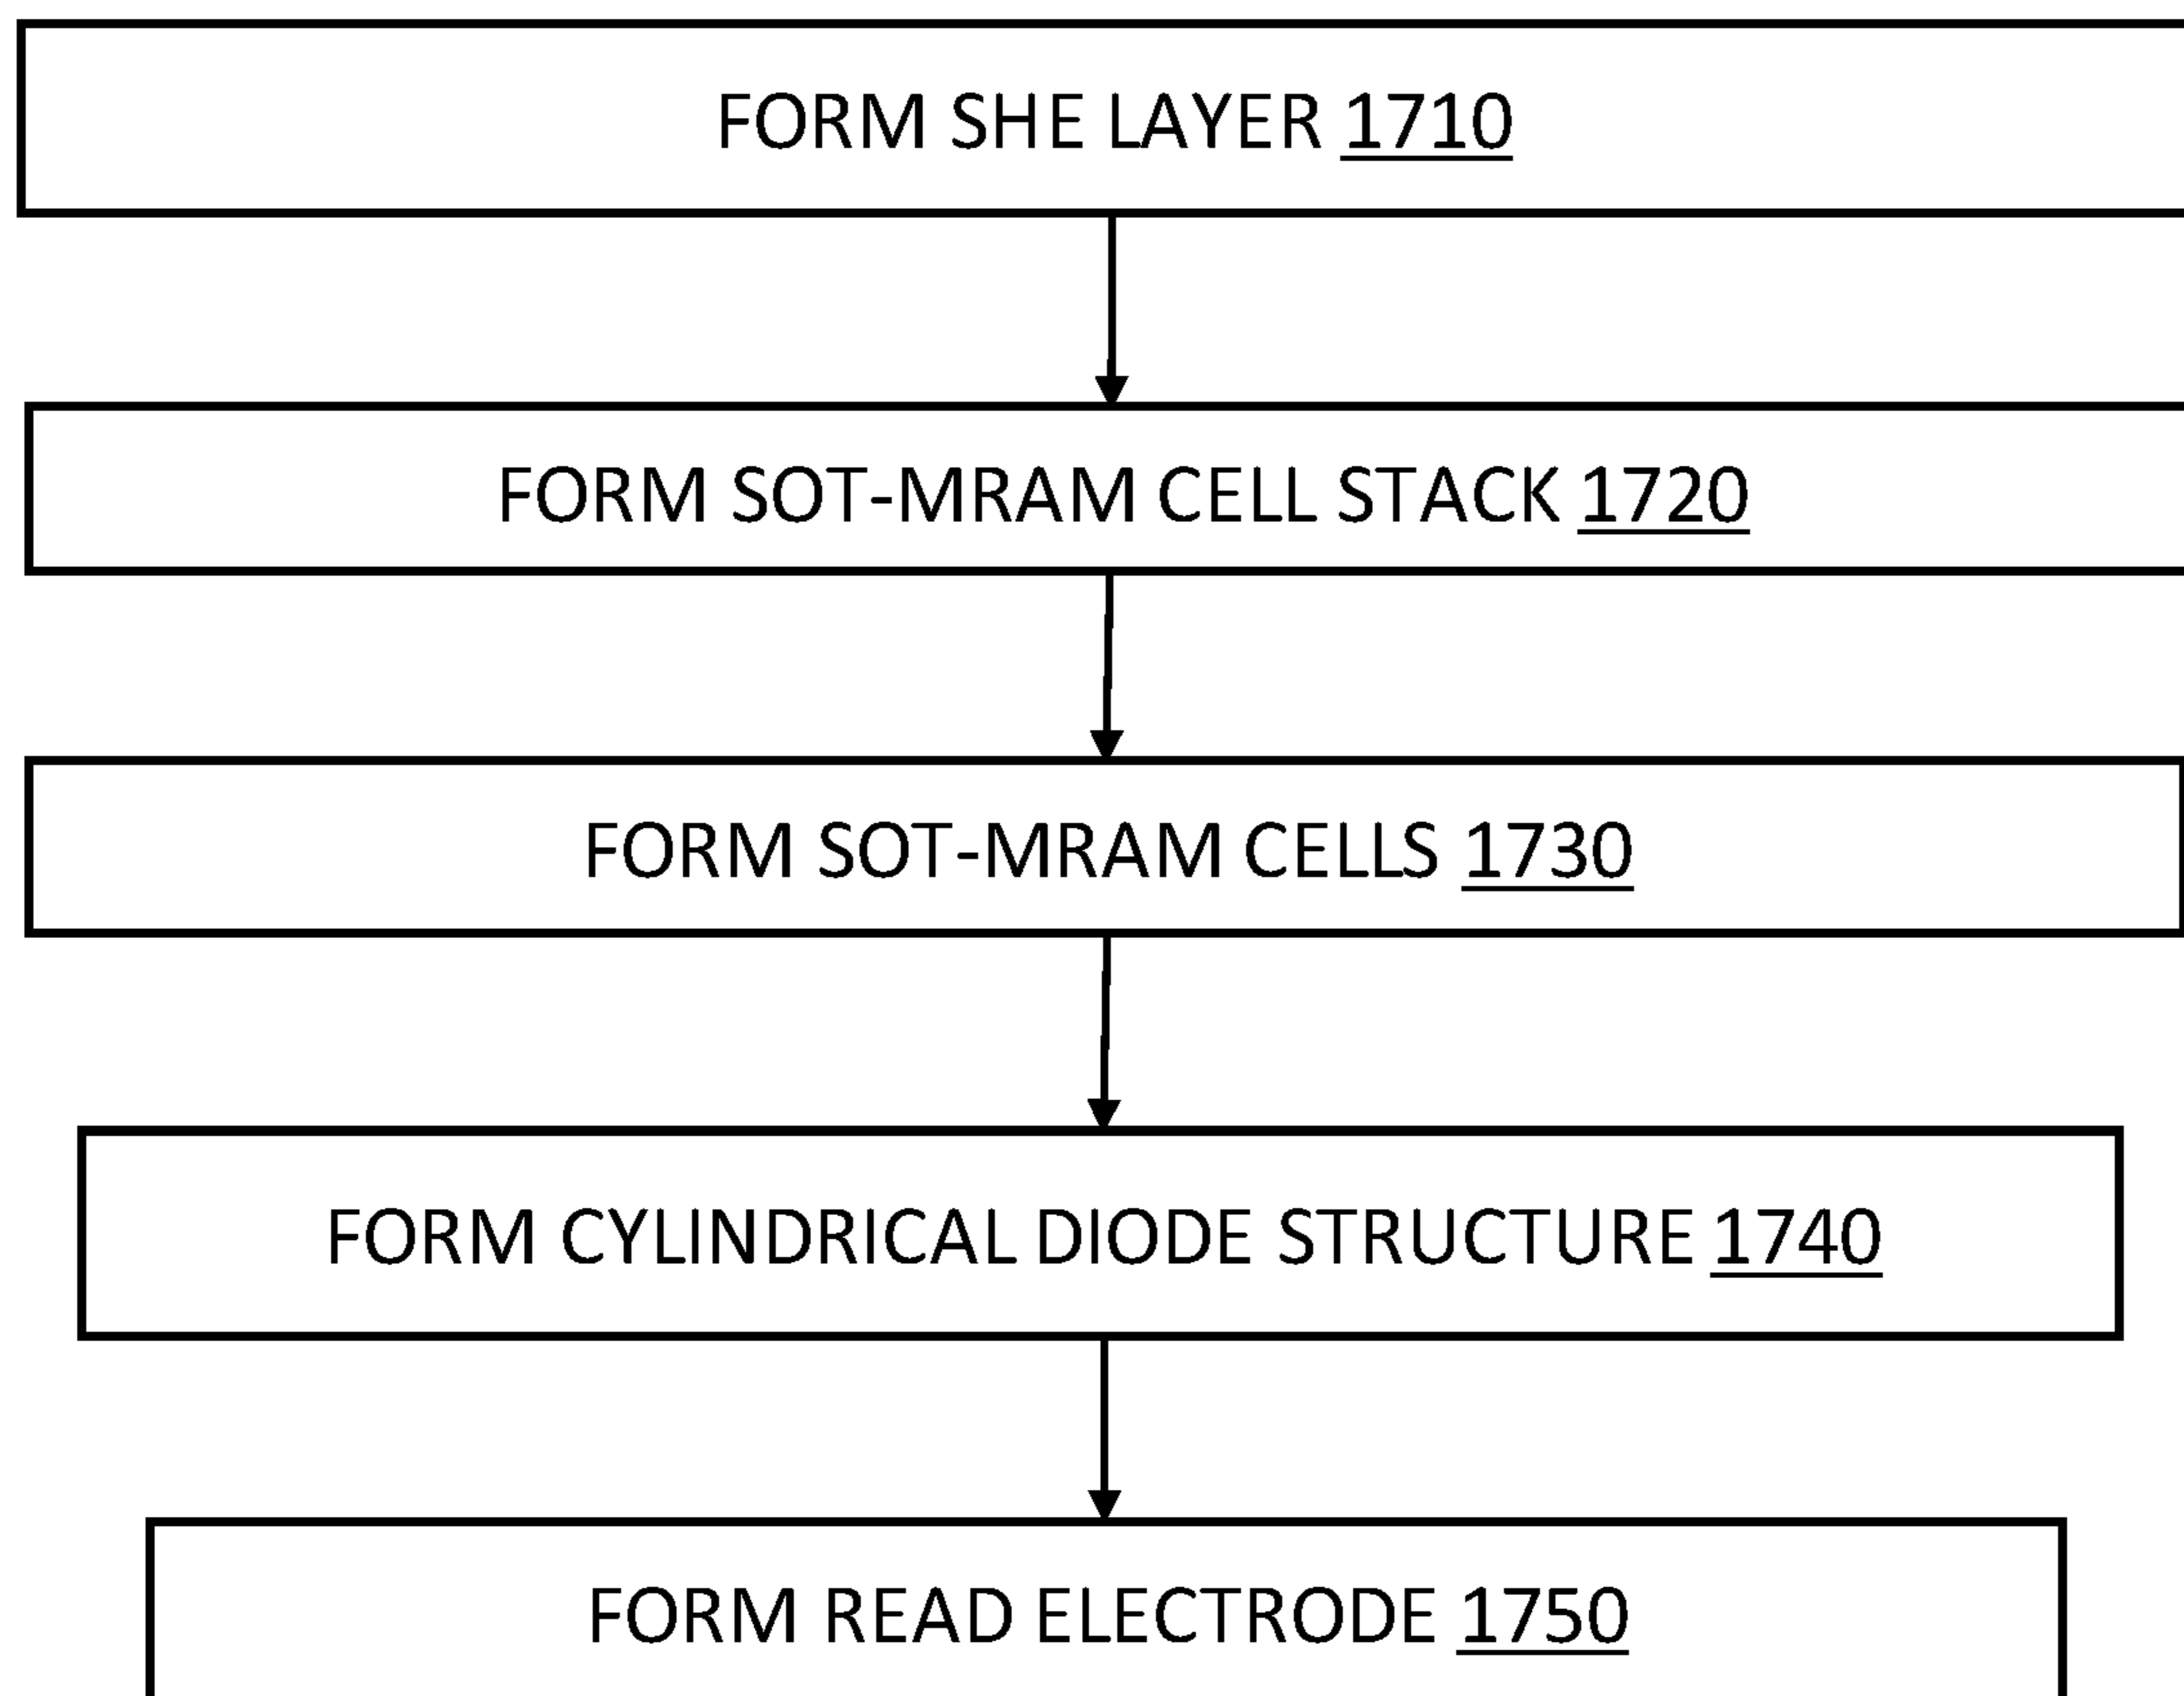 FORM SHE LAYER 1710
FORM SOT-MRAM CELL STACK 1720
FORM SOT-MRAM CELLS 1730
FORM CYLINDRICAL DIODE STRUCTURE 1740
FORM READ ELECTRODE 1750